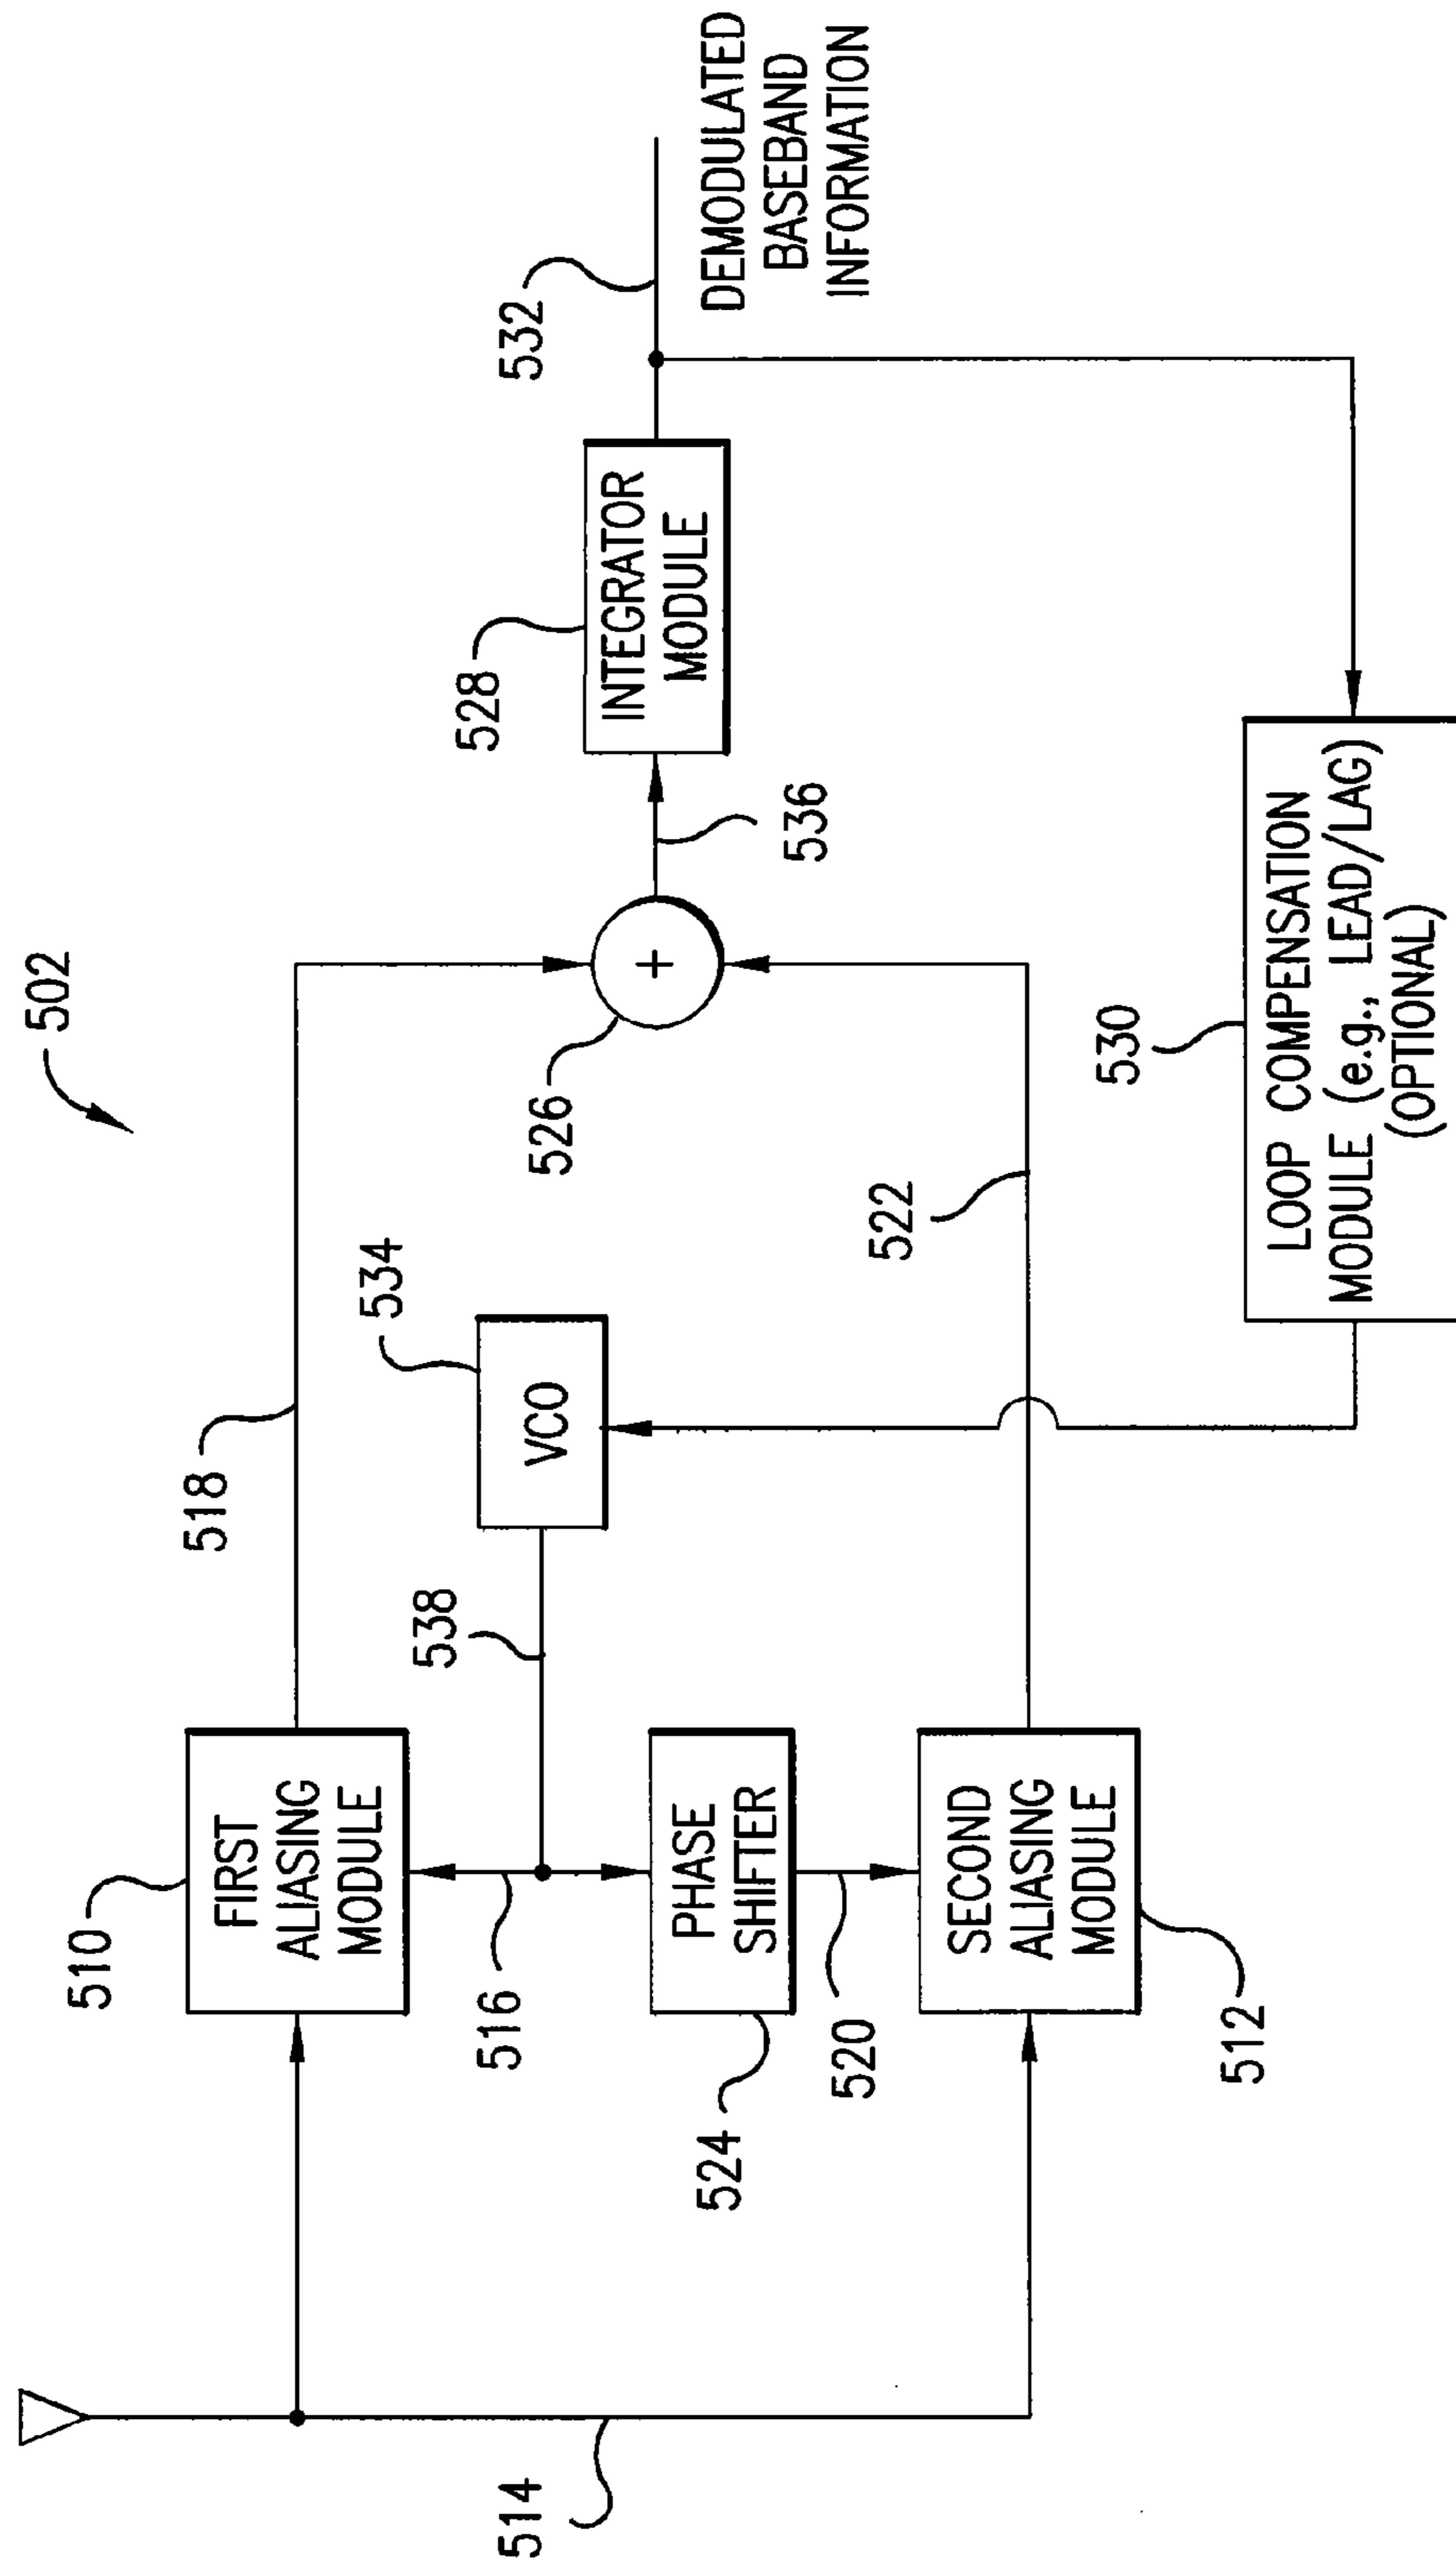 502
510
FIRST
ALIASING
MODULE
518
534
VCO
538
516
PHASE
SHIFTER
524
520
SECOND
ALIASING
MODULE
512
514
522
526
+
536
528
INTEGRATOR
MODULE
532
DEMODULATED
BASEBAND
INFORMATION
530
LOOP COMPENSATION
MODULE (e.g., LEAD/LAG)
(OPTIONAL)